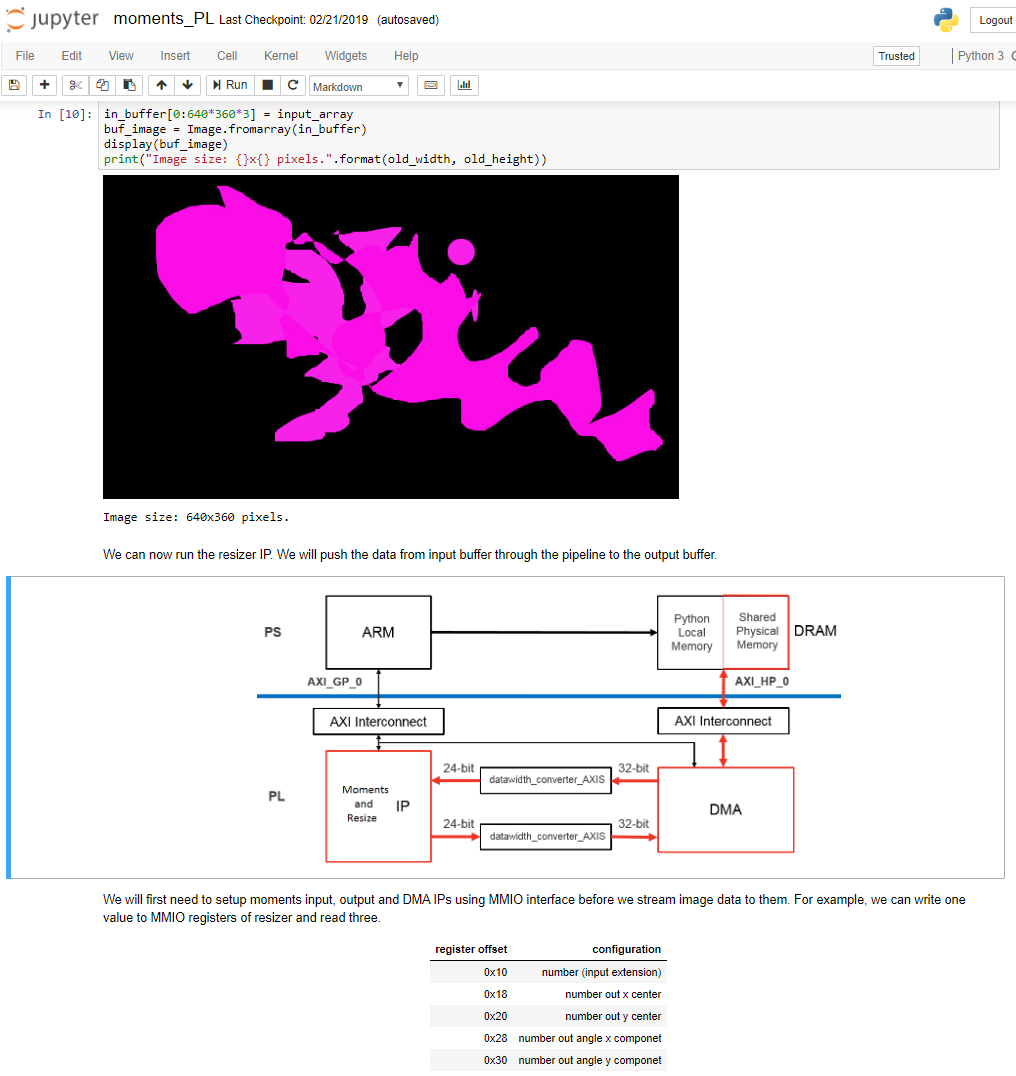 jupyter moments_PL Last Checkpoint: 02/21/2019 (autosaved)
Logout
File Edit View Insert Cell Kernel Widgets Help
Trusted
Python 3
Run
Markdown
In [10]:
in_buffer[0:640*360*3] = input_array
buf_image = Image.fromarray(in_buffer)
display(buf_image)
print("Image size: {}x{} pixels.".format(old_width, old_height))
Image size: 640x360 pixels.
We can now run the resizer IP. We will push the data from input buffer through the pipeline to the output buffer.
PS
ARM
Python
Local
Memory
Shared
Physical
Memory
DRAM
AXI_GP_0
AXI_HP_0
AXI Interconnect
AXI Interconnect
PL
Moments
and
Resize
IP
24-bit
datawidth_converter_AXIS
32-bit
24-bit
datawidth_converter_AXIS
32-bit
DMA
We will first need to setup moments input, output and DMA IPs using MMIO interface before we stream image data to them. For example, we can write one
value to MMIO registers of resizer and read three.
register offset configuration
0x10 number (input extension)
0x18 number out x center
0x20 number out y center
0x28 number out angle x componet
0x30 number out angle y componet